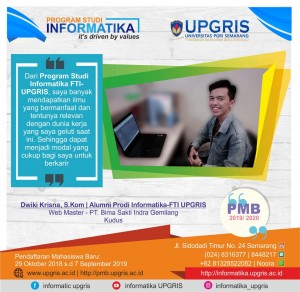 PROGRAM STUDI
INFORMATIKA
it's driven by values
UPGRIS
UNIVERSITAS PGRI SEMARANG
Dari Program Studi
Informatika FTI-
UPGRIS, saya banyak
mendapatkan ilmu
yang bermanfaat dan
tentunya relevan
dengan dunia kerja
yang saya geluti saat
ini. Sehingga dapat
menjadi modal yang
cukup bagi saya untuk
berkarir
Dwiki Krisna, S.Kom | Alumni Prodi Informatika-FTI UPGRIS
Web Master - PT. Bima Sakti Indra Gemilang
Kudus
PMB
2019/ 2020
Pendaftaran Mahasiswa Baru:
29 Oktober 2018 s.d 7 September 2019
www.upgris.ac.id | http://pmb.upgris.ac.id
Jl. Sidodadi Timur No. 24 Semarang
(024) 8316377 | 8448217
+62 81328522062 | Noora
http://informatika.upgris.ac.id
informatic.upgris
informatika UPGRIS
informatic_upgris
informatic upgris